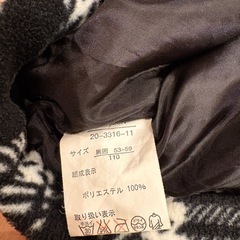 20-3316-11
サイズ 胴囲 53-59
110
組成表示
ポリエステル 100%
取り扱い表示